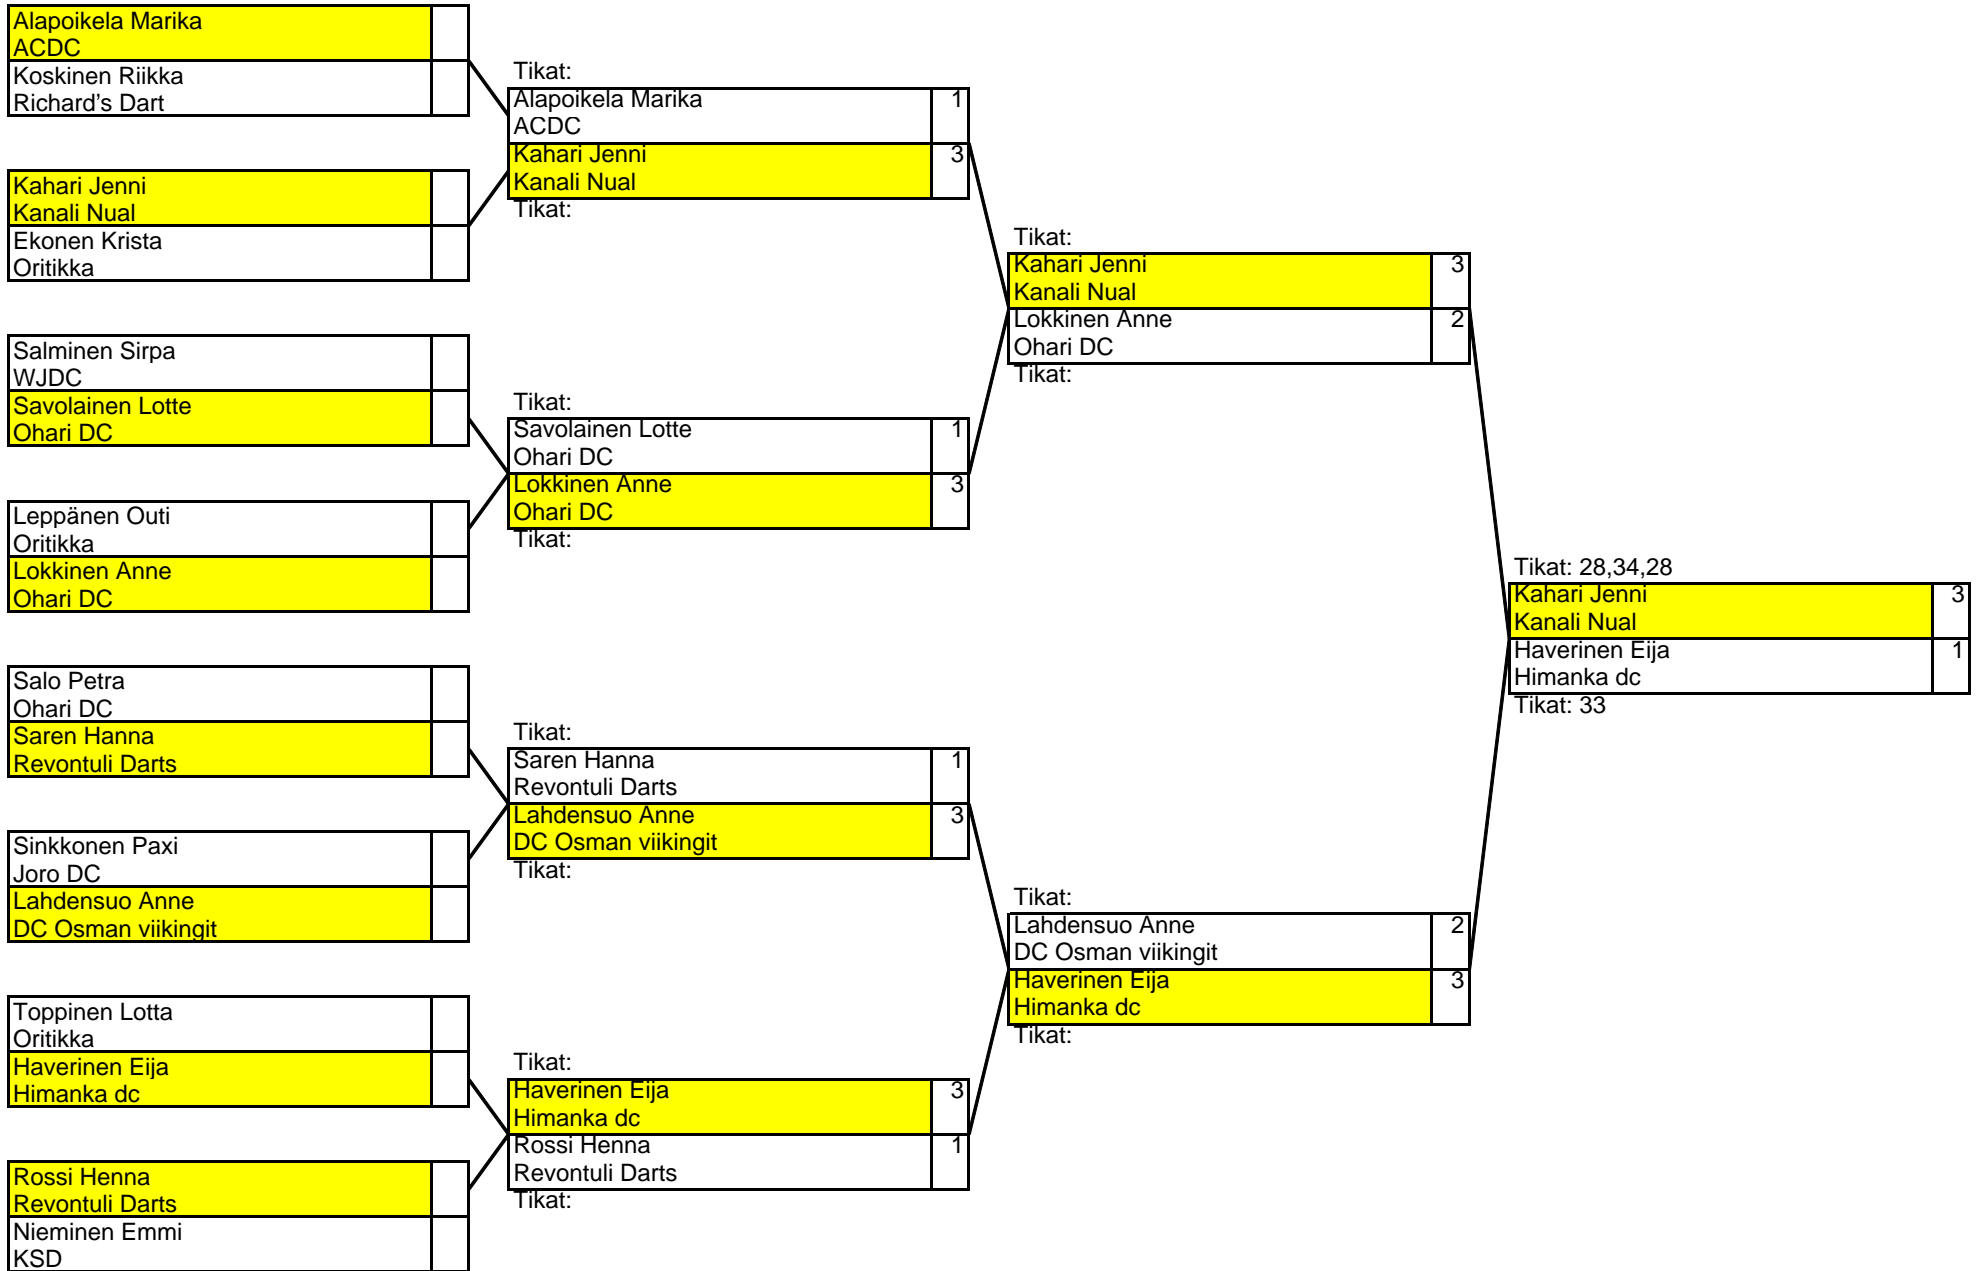 Alapoikela Marika
ACDC
Koskinen Riikka
Richard's Dart
Kahari Jenni
Kanali Nual
Ekonen Krista
Oritikka
Salminen Sirpa
WJDC
Savolainen Lotte
Ohari DC
Leppänen Outi
Oritikka
Lokkinen Anne
Ohari DC
Salo Petra
Ohari DC
Saren Hanna
Revontuli Darts
Sinkkonen Paxi
Joro DC
Lahdensuo Anne
DC Osman viikingit
Toppinen Lotta
Oritikka
Haverinen Eija
Himanka dc
Rossi Henna
Revontuli Darts
Nieminen Emmi
KSD
Tikat:
Alapoikela Marika 1
ACDC
Kahari Jenni 3
Kanali Nual
Tikat:
Tikat:
Savolainen Lotte 1
Ohari DC
Lokkinen Anne 3
Ohari DC
Tikat:
Tikat:
Saren Hanna 1
Revontuli Darts
Lahdensuo Anne 3
DC Osman viikingit
Tikat:
Tikat:
Haverinen Eija 3
Himanka dc
Rossi Henna 1
Revontuli Darts
Tikat:
Tikat:
Kahari Jenni 3
Kanali Nual
Lokkinen Anne 2
Ohari DC
Tikat:
Tikat:
Lahdensuo Anne 2
DC Osman viikingit
Haverinen Eija 3
Himanka dc
Tikat:
Tikat: 28,34,28
Kahari Jenni 3
Kanali Nual
Haverinen Eija 1
Himanka dc
Tikat: 33